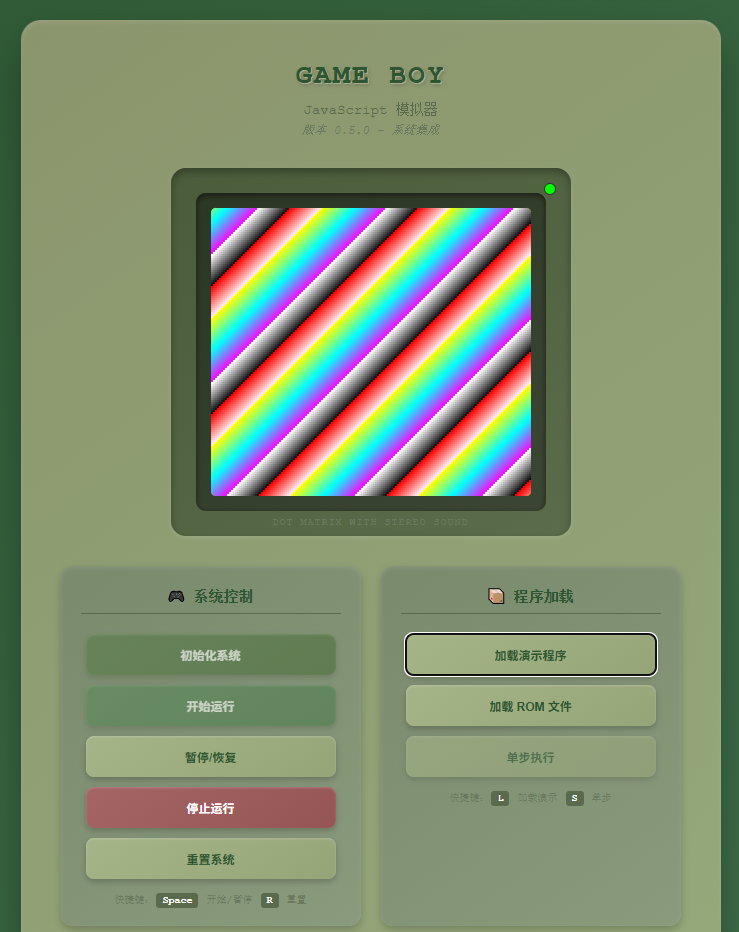 GAME BOY
JavaScript 模拟器
版本 0.5.0 - 系统集成
DOT MATRIX WITH STEREO SOUND
🎮 系统控制
初始化系统
开始运行
暂停/恢复
停止运行
重置系统
快捷键: Space 开始/暂停 R 重置
📦 程序加载
加载演示程序
加载 ROM 文件
单步执行
快捷键: L 加载演示 S 单步